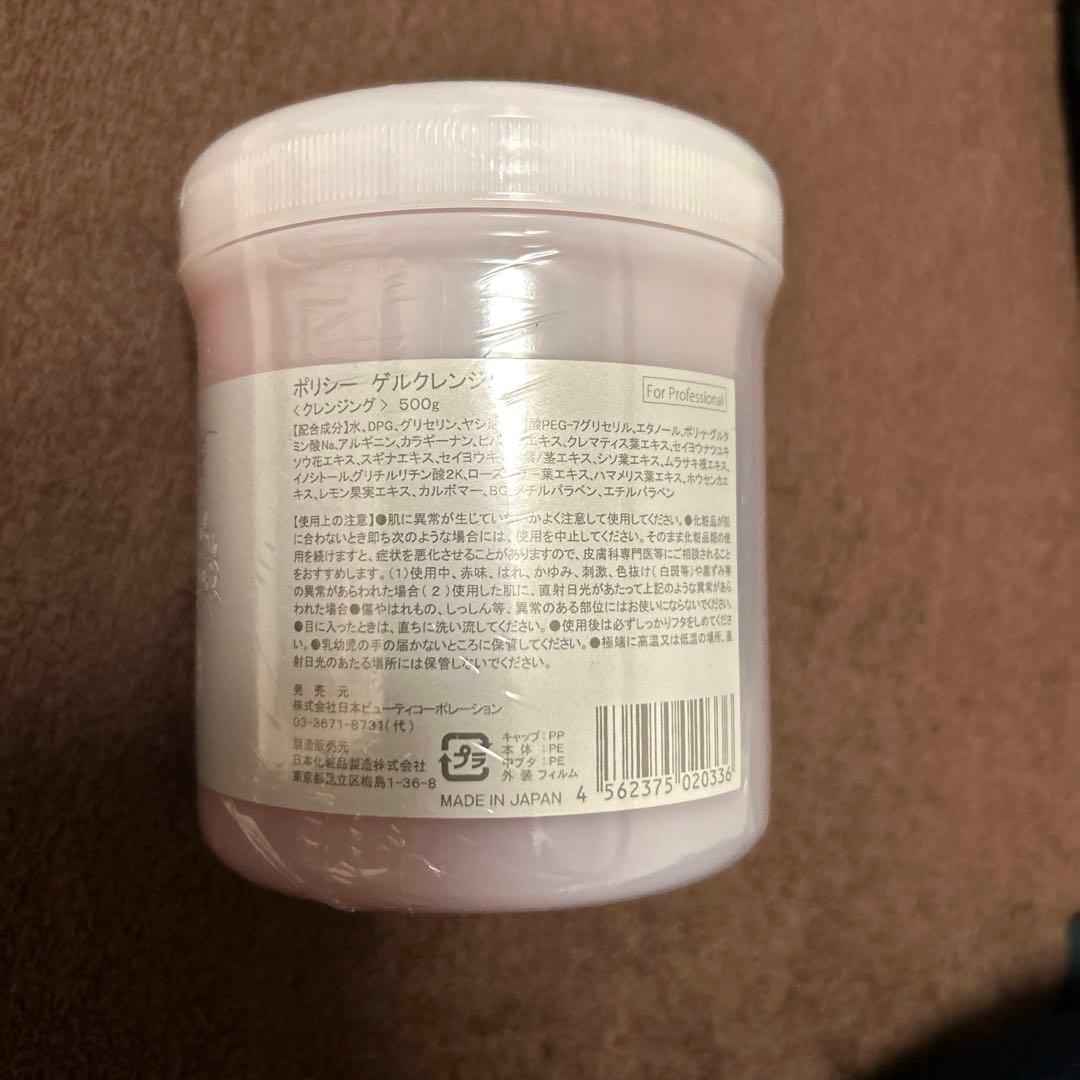 ポリシー ゲルクレンジ
For Professional
〈クレンジング〉 500g
【配合成分】水、DPG、グリセリン、ヤシ油 酸PEG-7グリセリル、エタノール、ポリ-γ-グルタ
ミン酸Na、アルギニン、カラギーナン、ヒバ エキス、クレマティス葉エキス、セイヨウナツユキ
ソウ花エキス、スギナエキス、セイヨウキ 葉/茎エキス、シソ葉エキス、ムラサキ根エキス、
イノシトール、グリチルリチン酸2K、ローズ ー葉エキス、ハマメリス葉エキス、ホウセンカエ
キス、レモン果実エキス、カルボマー、BG、メチルパラベン、エチルパラベン
【使用上の注意】●肌に異常が生じてい かよく注意して使用してください。●化粧品が肌
に合わないとき即ち次のような場合には、使用を中止してください。そのまま化粧品類の使
用を続けますと、症状を悪化させることがありますので、皮膚科専門医等にご相談されること
をおすすめします。(1)使用中、赤味、はれ、かゆみ、刺激、色抜け(白斑等)や黒ずみ等
の異常があらわれた場合(2)使用した肌に、直射日光があたって上記のような異常があら
われた場合●傷やはれもの、しっしん等、異常のある部位にはお使いにならないでください。
●目に入ったときは、直ちに洗い流してください。●使用後は必ずしっかりフタをしめてくださ
い。●乳幼児の手の届かないところに保管してください。●極端に高温又は低温の場所、直
射日光のあたる場所には保管しないでください。
発売元
株式会社日本ビューティコーポレーション
03-3671-8731(代)
製造販売元
日本化粧品製造株式会社
東京都足立区梅島1-36-8
プラ
キャップ:PP
本体:PE
中ブタ:PE
外装フィルム
MADE IN JAPAN
4 562375 020336